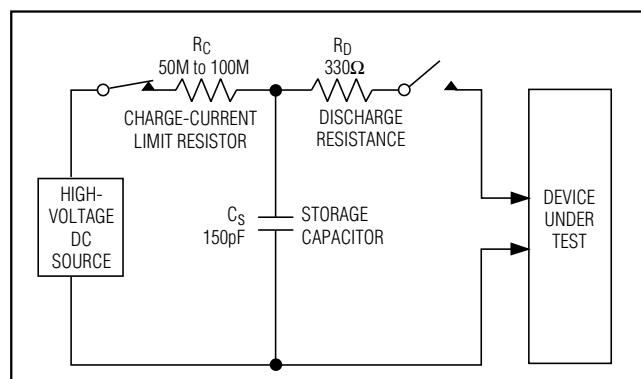 R_C
50M to 100M
CHARGE-CURRENT
LIMIT RESISTOR
R_D
330Ω
DISCHARGE
RESISTANCE
HIGH-
VOLTAGE
DC
SOURCE
C_S
150pF
STORAGE
CAPACITOR
DEVICE
UNDER
TEST